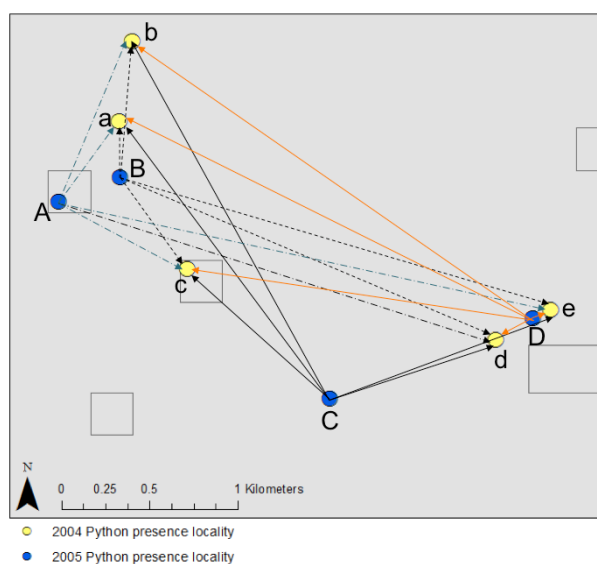 b
a
B
A
c
e
D
d
C
N
0 0.25 0.5 1 Kilometers
2004 Python presence locality
2005 Python presence locality